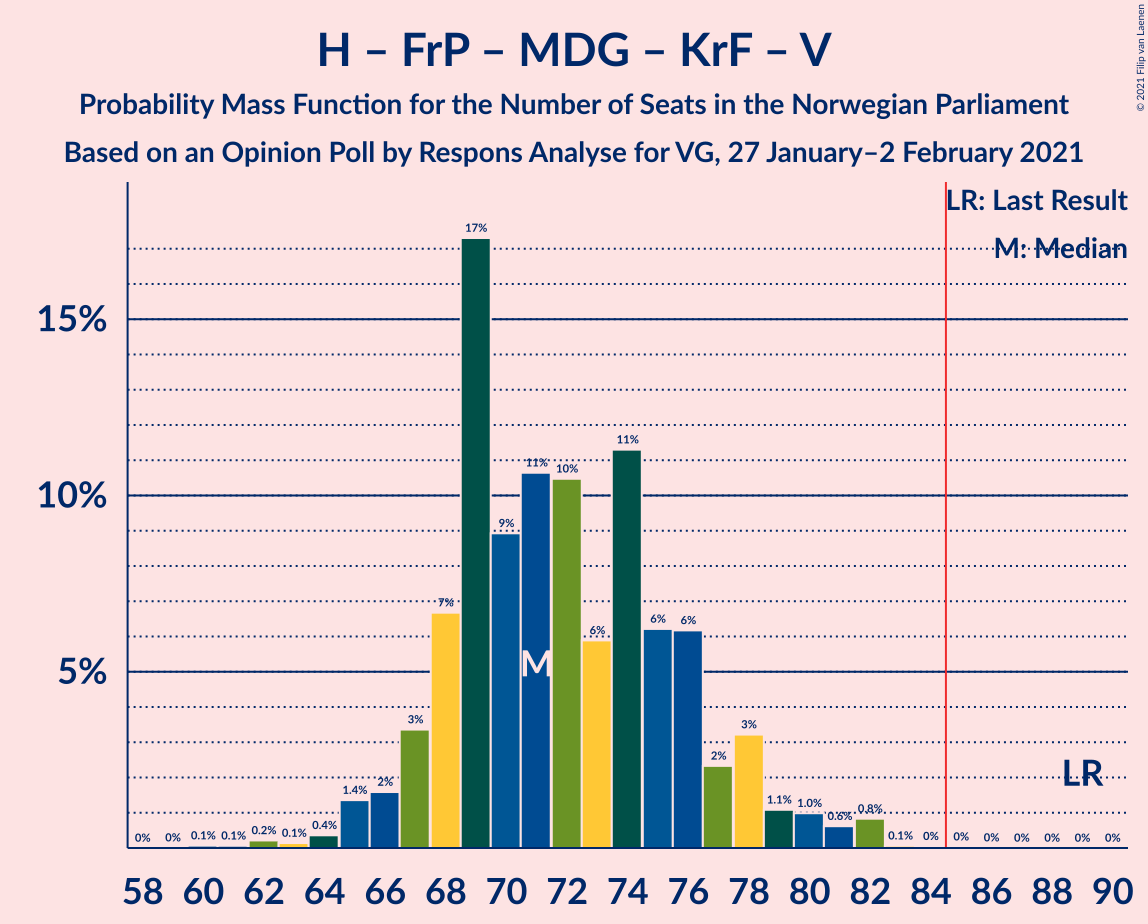 H – FrP – MDG – KrF – V
Probability Mass Function for the Number of Seats in the Norwegian Parliament
Based on an Opinion Poll by Respons Analyse for VG, 27 January–2 February 2021
© 2021 Filip van Laenen
LR: Last Result
M: Median
15%
10%
5%
0% 0% 0.1% 0.1% 0.2% 0.1% 0.4% 1.4% 2% 3% 7% 17% 9% 11% 10% 6% 11% 6% 6% 2% 3% 1.1% 1.0% 0.6% 0.8% 0.1% 0% 0% 0% 0% 0% 0% 0%
M
LR
58 60 62 64 66 68 70 72 74 76 78 80 82 84 86 88 90